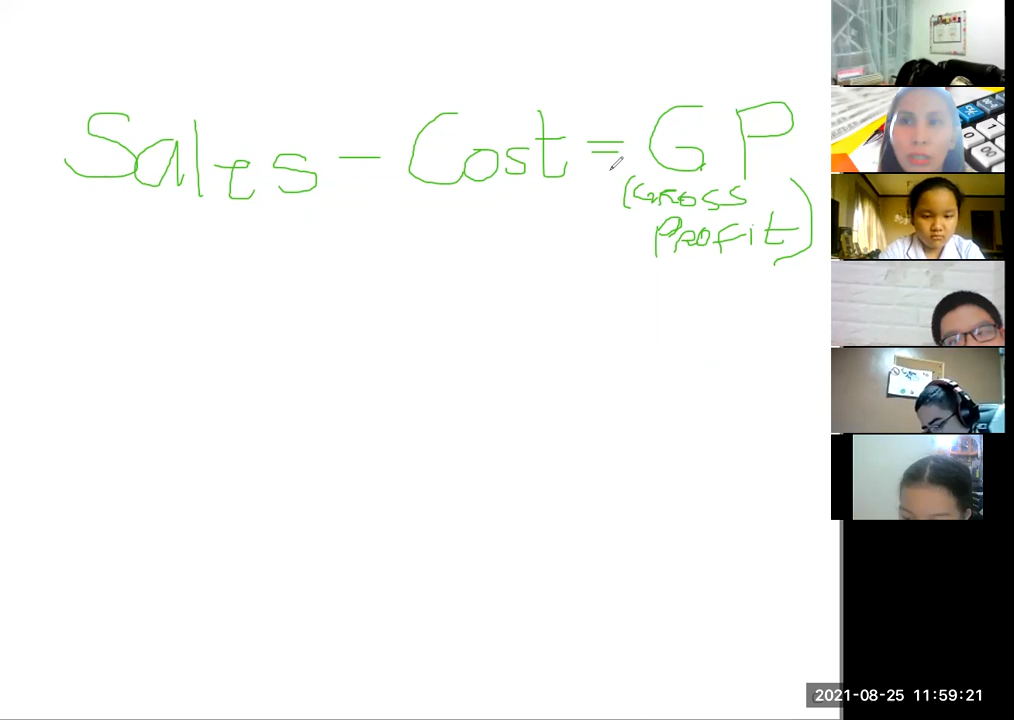 Sales - Cost = GP
(Gross
Profit)
2021-08-25 11:59:21